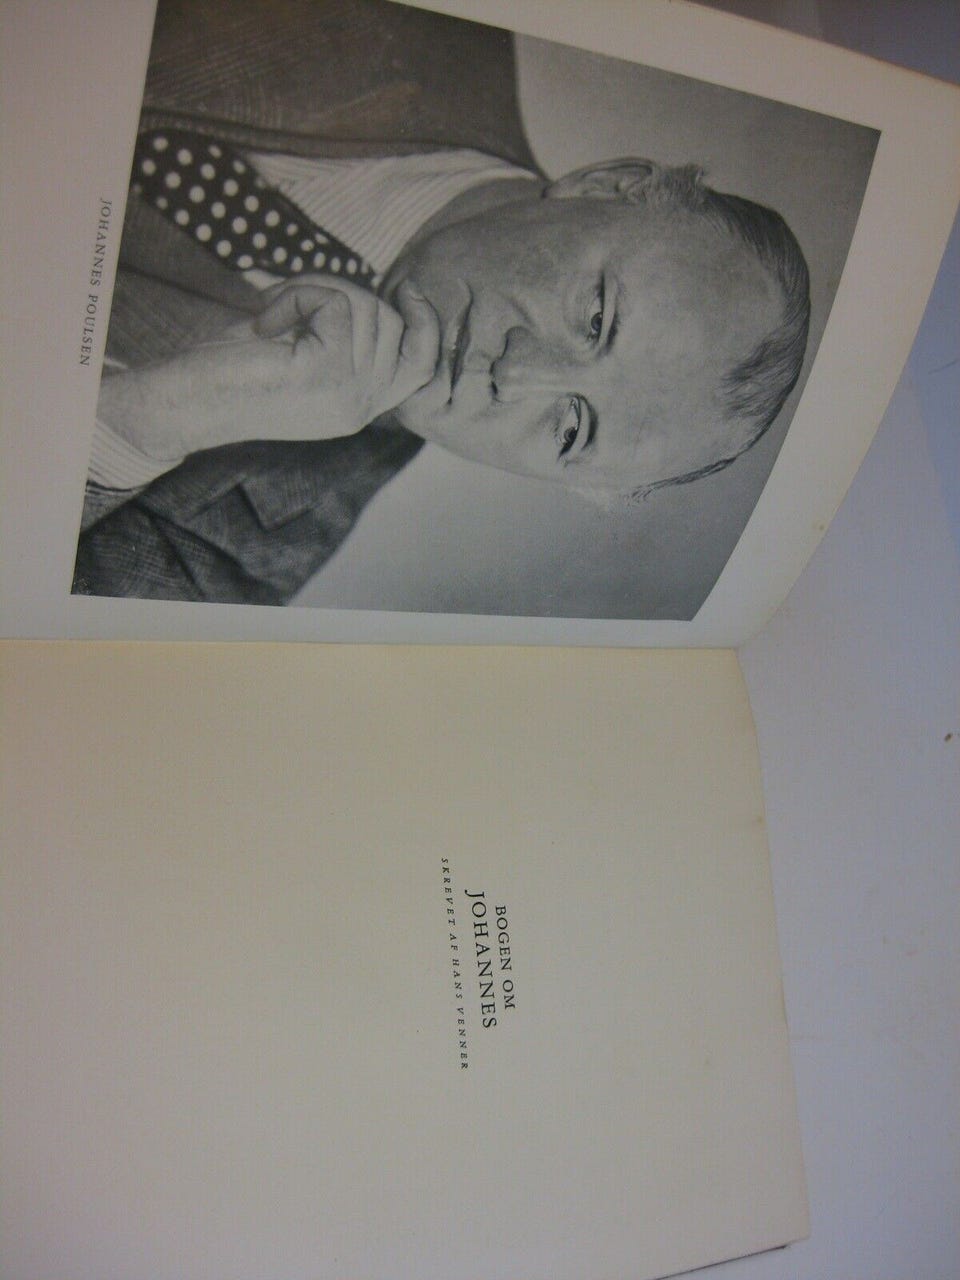 JOHANNES POULSEN
BOGEN OM
JOHANNES
SKREVET AF HANS VENNER